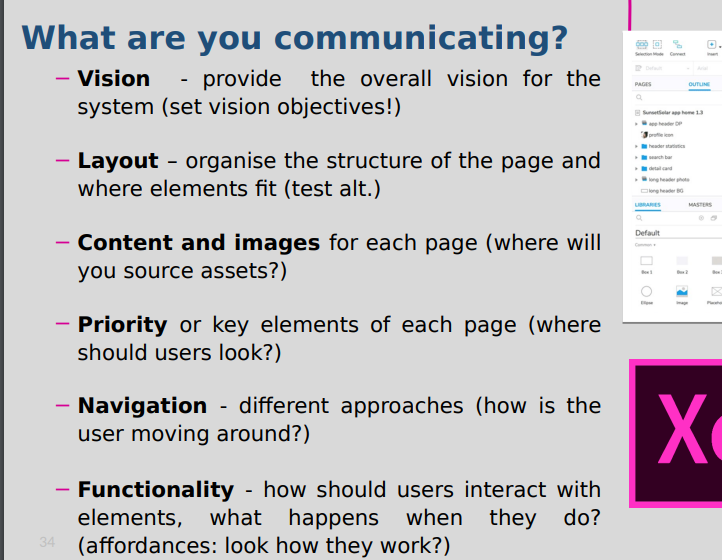 What are you communicating?
– Vision - provide the overall vision for the
system (set vision objectives!)
– Layout – organise the structure of the page and
where elements fit (test alt.)
– Content and images for each page (where will
you source assets?)
– Priority or key elements of each page (where
should users look?)
– Navigation - different approaches (how is the
user moving around?)
– Functionality - how should users interact with
elements, what happens when they do?
(affordances: look how they work?)
34
Selection Mode Connect Insert
Default Arial
PAGES OUTLINE
SunsetSolar app home 1.3
app header DP
profile icon
header statistics
search bar
detail card
long header photo
long header BG
LIBRARIES MASTERS
Default
Common
Box 1 Box 2 Box
Ellipse Image
X